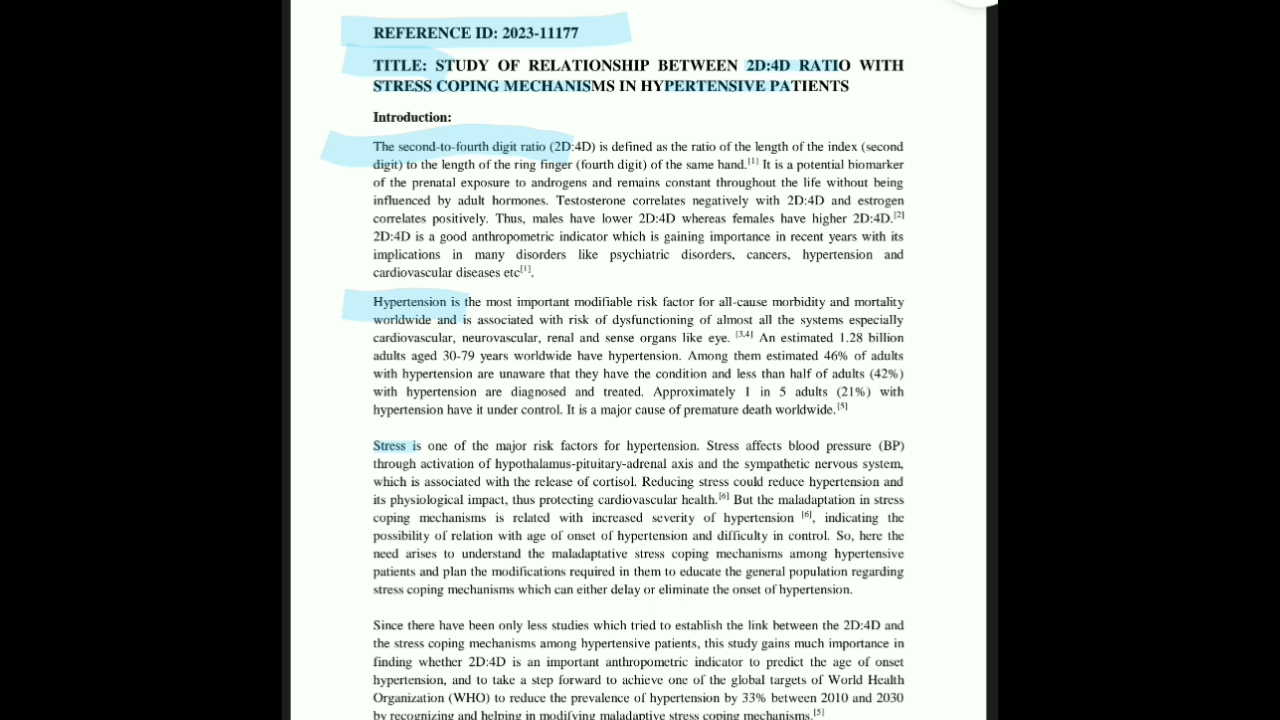 REFERENCE ID: 2023-11177
TITLE: STUDY OF RELATIONSHIP BETWEEN 2D:4D RATIO WITH
STRESS COPING MECHANISMS IN HYPERTENSIVE PATIENTS
Introduction:
The second-to-fourth digit ratio (2D:4D) is defined as the ratio of the length of the index (second
digit) to the length of the ring finger (fourth digit) of the same hand.[1] It is a potential biomarker
of the prenatal exposure to androgens and remains constant throughout the life without being
influenced by adult hormones. Testosterone correlates negatively with 2D:4D and estrogen
correlates positively. Thus, males have lower 2D:4D whereas females have higher 2D:4D.[2]
2D:4D is a good anthropometric indicator which is gaining importance in recent years with its
implications in many disorders like psychiatric disorders, cancers, hypertension and
cardiovascular diseases etc[1].
Hypertension is the most important modifiable risk factor for all-cause morbidity and mortality
worldwide and is associated with risk of dysfunctioning of almost all the systems especially
cardiovascular, neurovascular, renal and sense organs like eye. [3,4] An estimated 1.28 billion
adults aged 30-79 years worldwide have hypertension. Among them estimated 46% of adults
with hypertension are unaware that they have the condition and less than half of adults (42%)
with hypertension are diagnosed and treated. Approximately 1 in 5 adults (21%) with
hypertension have it under control. It is a major cause of premature death worldwide.[5]
Stress is one of the major risk factors for hypertension. Stress affects blood pressure (BP)
through activation of hypothalamus-pituitary-adrenal axis and the sympathetic nervous system,
which is associated with the release of cortisol. Reducing stress could reduce hypertension and
its physiological impact, thus protecting cardiovascular health.[6] But the maladaptation in stress
coping mechanisms is related with increased severity of hypertension [6], indicating the
possibility of relation with age of onset of hypertension and difficulty in control. So, here the
need arises to understand the maladaptative stress coping mechanisms among hypertensive
patients and plan the modifications required in them to educate the general population regarding
stress coping mechanisms which can either delay or eliminate the onset of hypertension.
Since there have been only less studies which tried to establish the link between the 2D:4D and
the stress coping mechanisms among hypertensive patients, this study gains much importance in
finding whether 2D:4D is an important anthropometric indicator to predict the age of onset
hypertension, and to take a step forward to achieve one of the global targets of World Health
Organization (WHO) to reduce the prevalence of hypertension by 33% between 2010 and 2030
by recognizing and helping in modifying maladaptive stress coping mechanisms.[5]